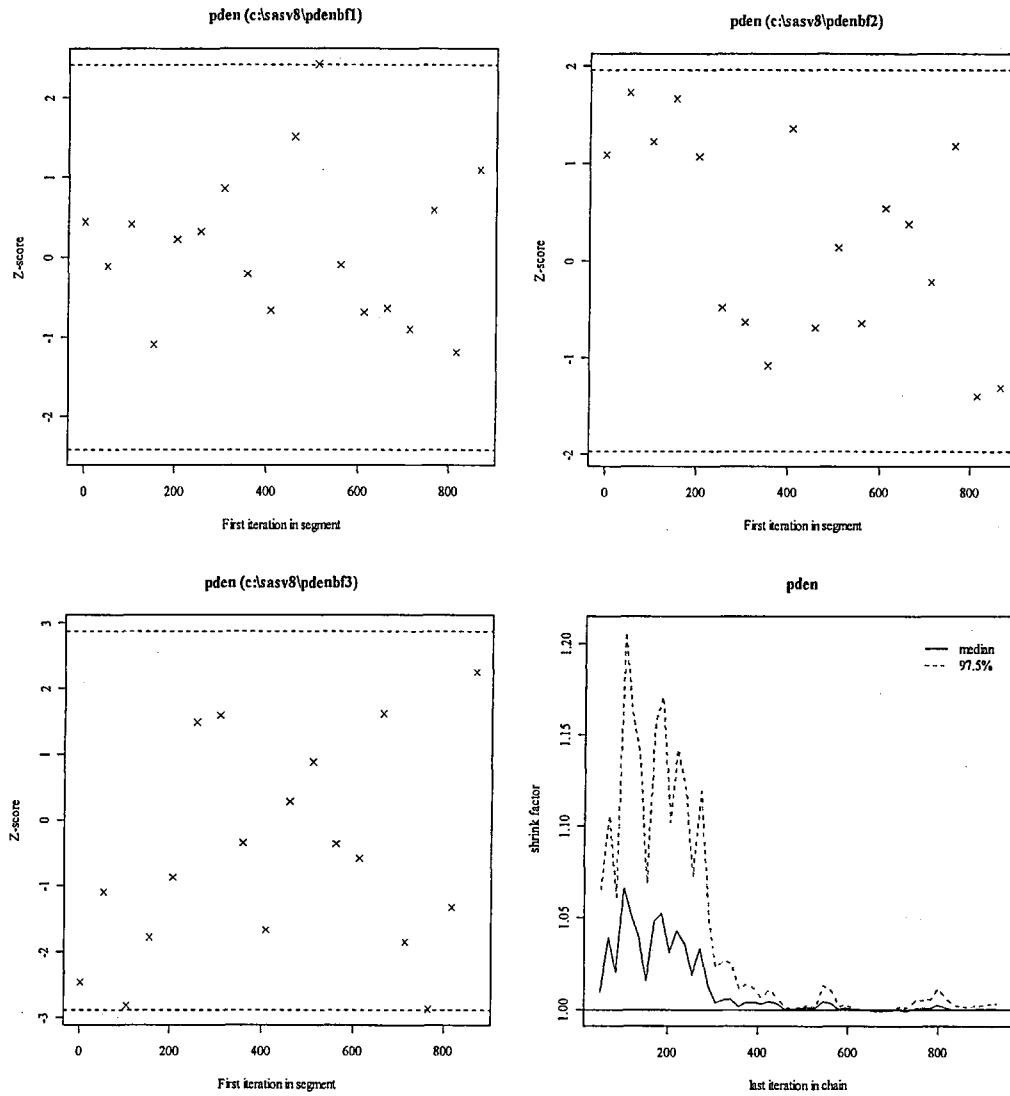 pden (c:\sasv8\pdenbf1)
2
1
0
-1
-2
Z-score
0 200 400 600 800
First iteration in segment
pden (c:\sasv8\pdenbf2)
2
1
0
-1
-2
Z-score
0 200 400 600 800
First iteration in segment
pden (c:\sasv8\pdenbf3)
3
2
1
0
-1
-2
-3
Z-score
0 200 400 600 800
First iteration in segment
pden
median
97.5%
1.20
1.15
1.10
1.05
1.00
shrink factor
200 400 600 800
last iteration in chain